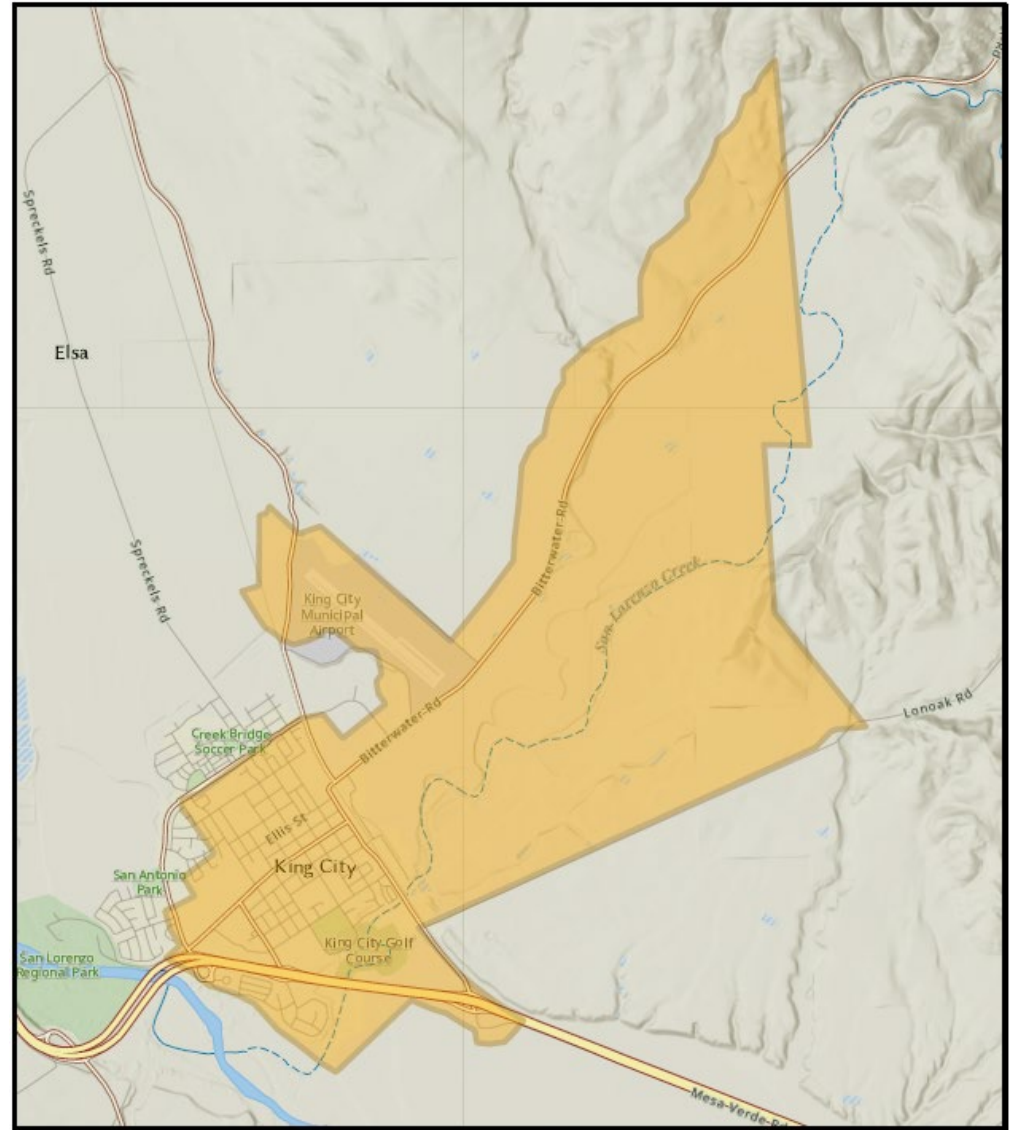 Rd
Spreckels Rd
Elsa
Bitterwater-Rd
Spreckels Rd
San Lorenzo Creek
King City
Municipal
Airport
Lonoak Rd
Bitterwater-Rd
Creek Bridge
Soccer Park
Ellis St
King City
San Antonio
Park
King City Golf
Course
San Lorenzo
Regional Park
Mesa-Verde-Rd